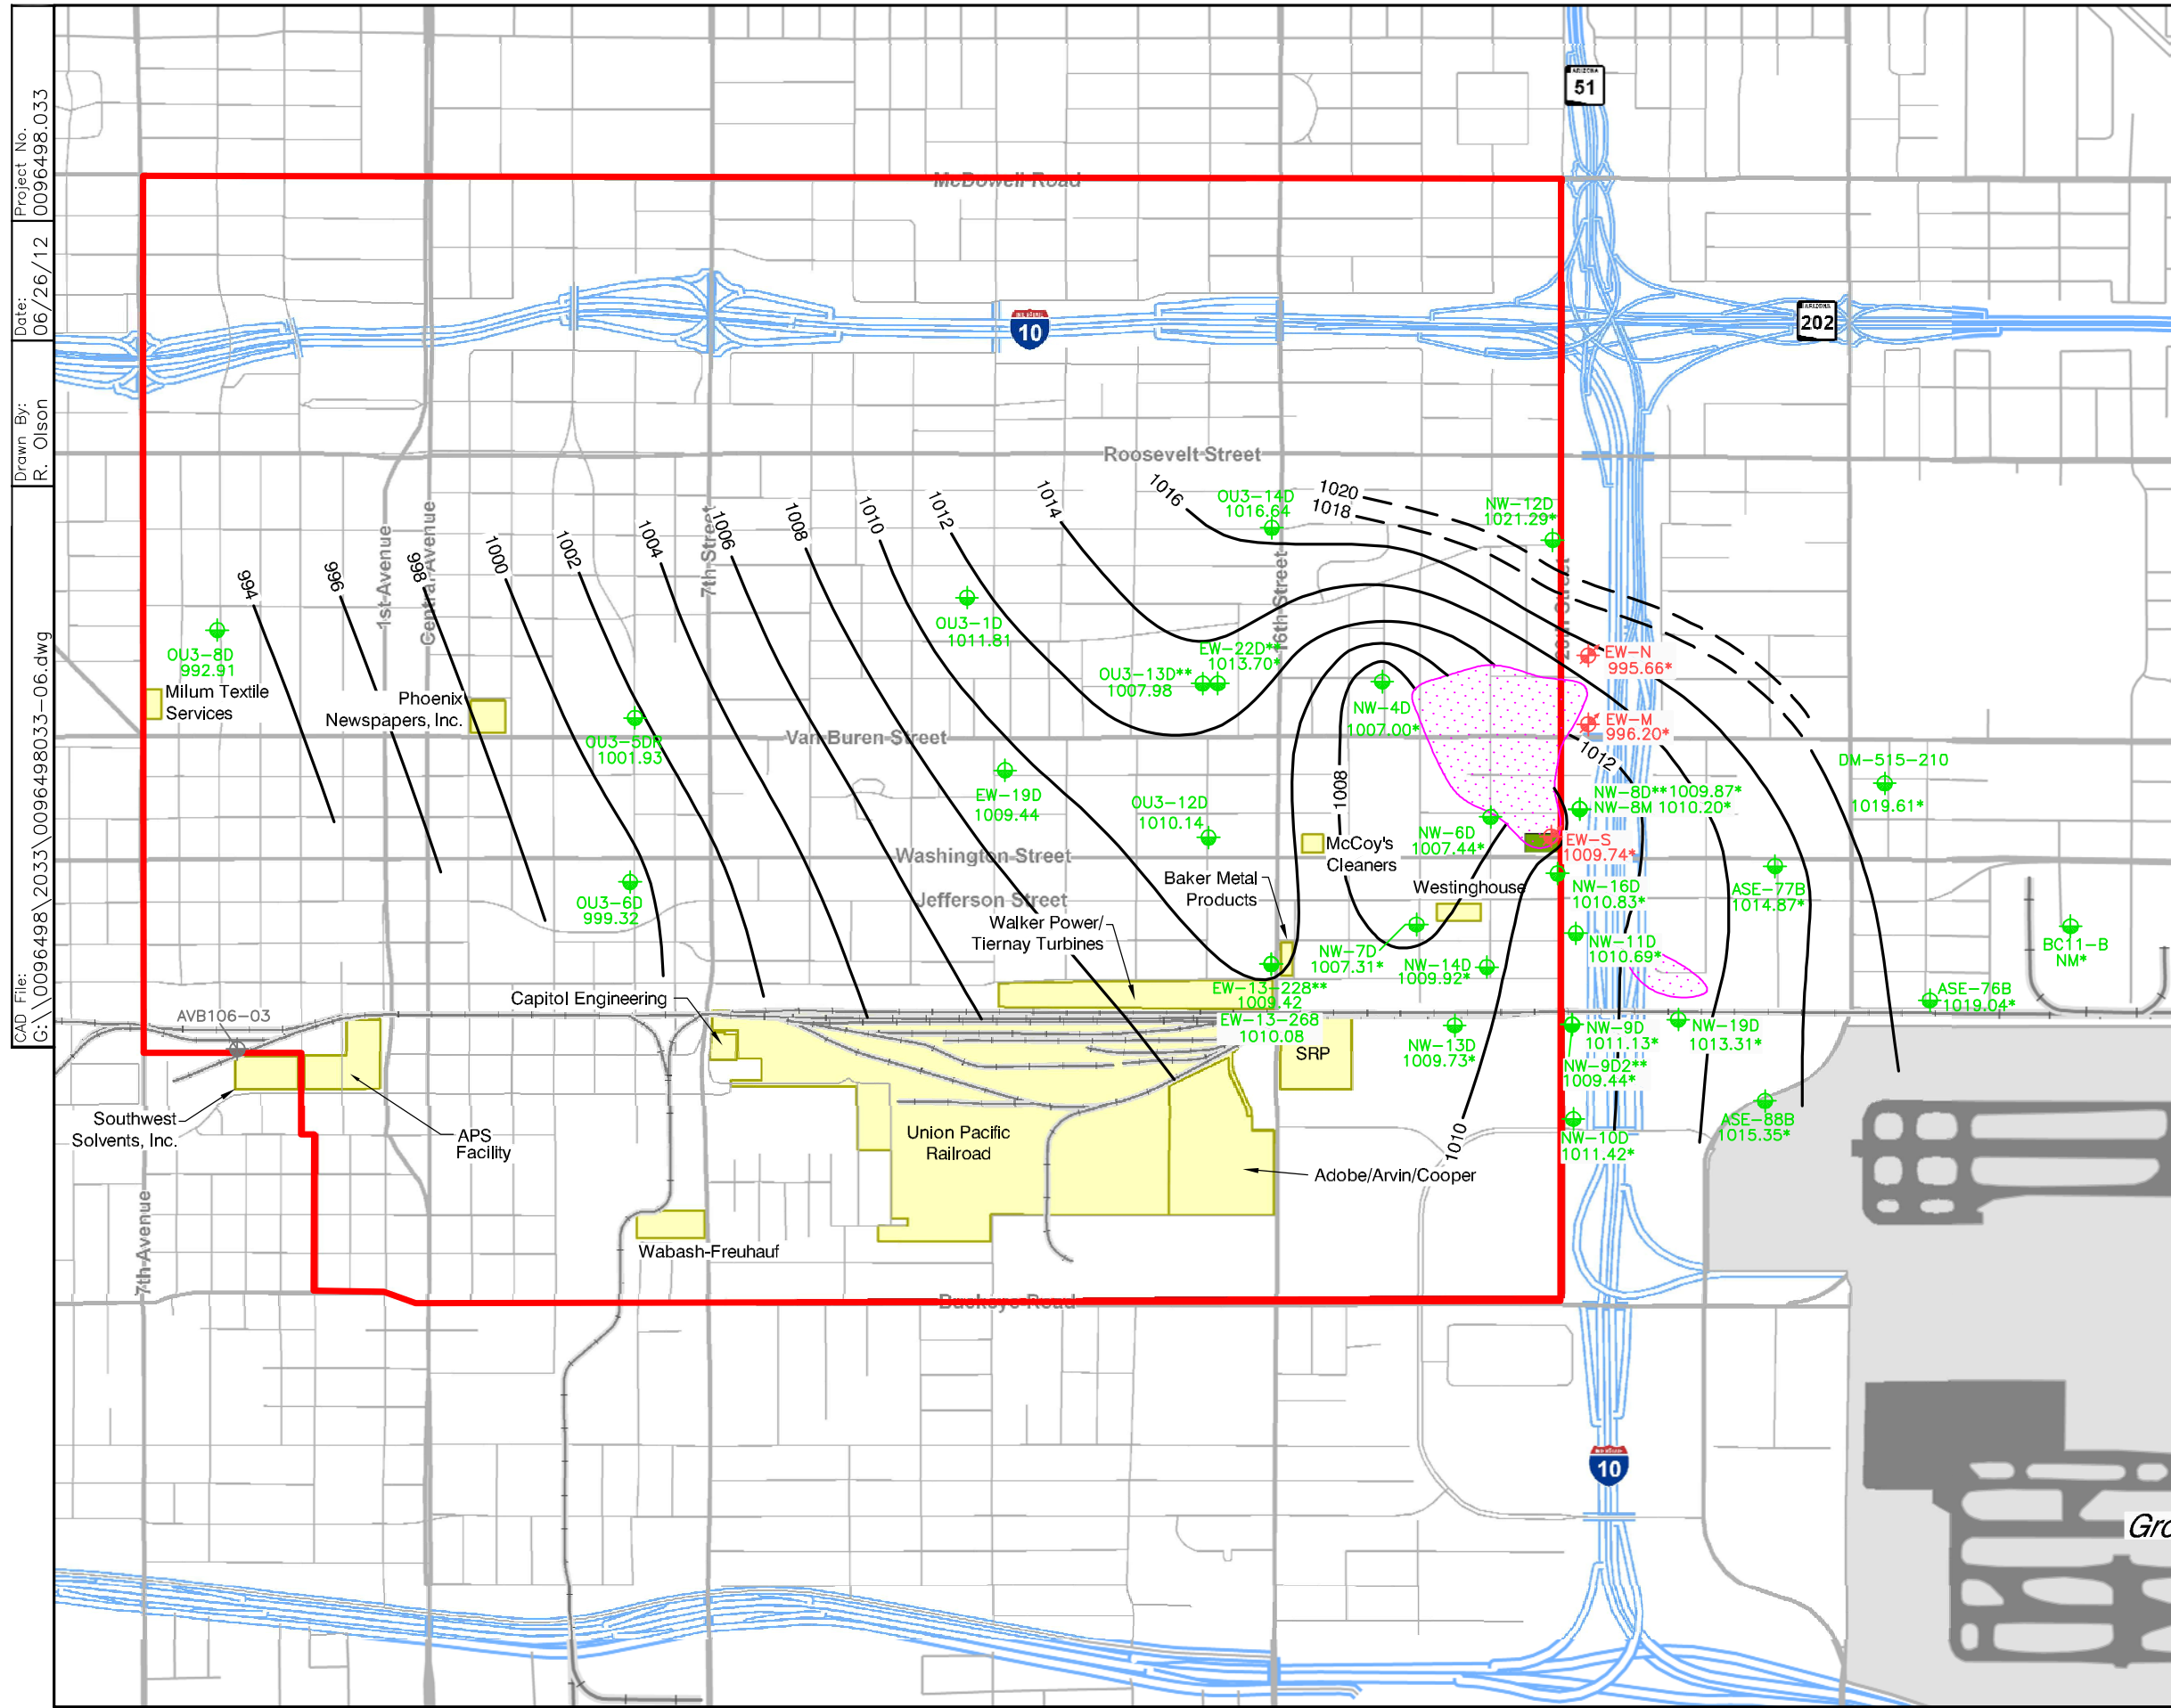 CAD File:
G:\\0096498\2033\009649803​3-06.dwg
Drawn By:
R. Olson
Date:
06/26/12
Project No.
0096498.033
ARIZONA
51
McDowell Road
10
ARIZONA
202
Roosevelt Street
1st Avenue
Central Avenue
7th Street
16th Street
20th Street
7th Avenue
994
996
998
1000
1002
1004
1006
1008
1010
1012
1014
1016
1020
1018
OU3-14D
1016.64
NW-12D
1021.29*
OU3-8D
992.91
Milum Textile
Services
Phoenix
Newspapers, Inc.
OU3-5DR
1001.93
OU3-1D
1011.81
EW-22D**
1013.70*
OU3-13D**
1007.98
NW-4D
1007.00*
EW-N
995.66*
EW-M
996.20*
Van Buren Street
1012
1008
DM-515-210
1019.61*
EW-19D
1009.44
OU3-12D
1010.14
NW-8D** 1009.87*
NW-8M 1010.20*
NW-6D
1007.44*
EW-S
1009.74*
McCoy's
Cleaners
Washington Street
Baker Metal
Products
Westinghouse
NW-16D
1010.83*
ASE-77B
1014.87*
OU3-6D
999.32
Jefferson Street
Walker Power/
Tiernay Turbines
NW-7D
1007.31*
NW-14D
1009.92*
NW-11D
1010.69*
BC11-B
NM*
Capitol Engineering
EW-13-228**
1009.42
EW-13-268
1010.08
ASE-76B
1019.04*
AVB106-03
SRP
NW-13D
1009.73*
NW-9D
1011.13*
NW-19D
1013.31*
NW-9D2**
1009.44*
Southwest
Solvents, Inc.
APS
Facility
Union Pacific
Railroad
1010
NW-10D
1011.42*
ASE-88B
1015.35*
Adobe/Arvin/Cooper
Wabash-Freuhauf
Buckeye Road
10
Gro